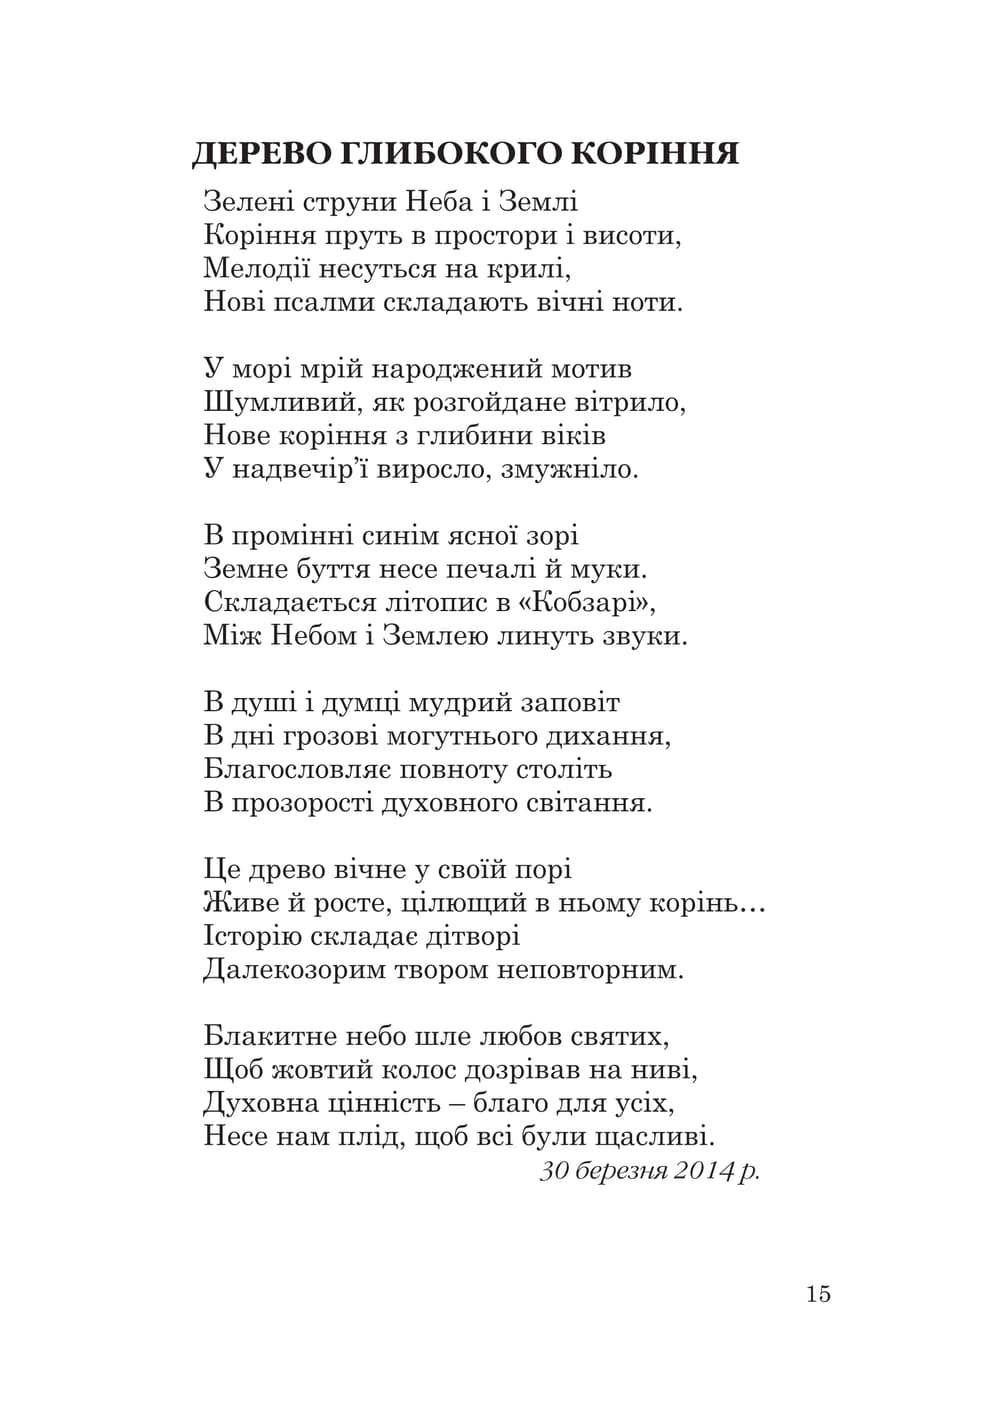 ДЕРЕВО ГЛИБОКОГО КОРІННЯ
Зелені струни Неба і Землі
Коріння пруть в простори і висоти,
Мелодії несуться на крилі,
Нові псалми складають вічні ноти.
У морі мрій народжений мотив
Шумливий, як розгойдане вітрило,
Нове коріння з глибини віків
У надвечір’ї виросло, змужніло.
В промінні синім ясної зорі
Земне буття несе печалі й муки.
Складається літопис в «Кобзарі»,
Між Небом і Землею линуть звуки.
В душі і думці мудрий заповіт
В дні грозові могутнього дихання,
Благословляє повноту століть
В прозорості духовного світання.
Це древо вічне у своїй порі
Живе й росте, цілющий в ньому корінь...
Історію складає дітворі
Далекозорим твором неповторним.
Блакитне небо шле любов святих,
Щоб жовтий колос дозрівав на ниві,
Духовна цінність – благо для усіх,
Несе нам плід, щоб всі були щасливі.
30 березня 2014 р.
15